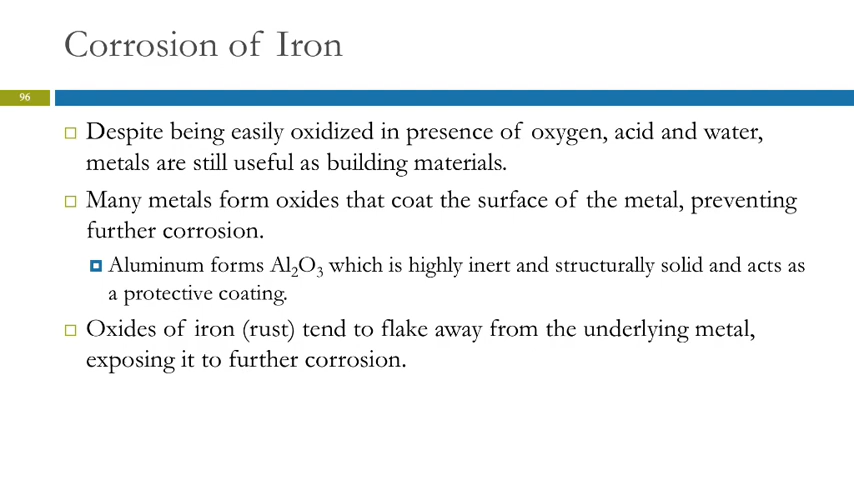 Corrosion of Iron
96
Despite being easily oxidized in presence of oxygen, acid and water,
metals are still useful as building materials.
Many metals form oxides that coat the surface of the metal, preventing
further corrosion.
Aluminum forms Al₂O₃ which is highly inert and structurally solid and acts as
a protective coating.
Oxides of iron (rust) tend to flake away from the underlying metal,
exposing it to further corrosion.